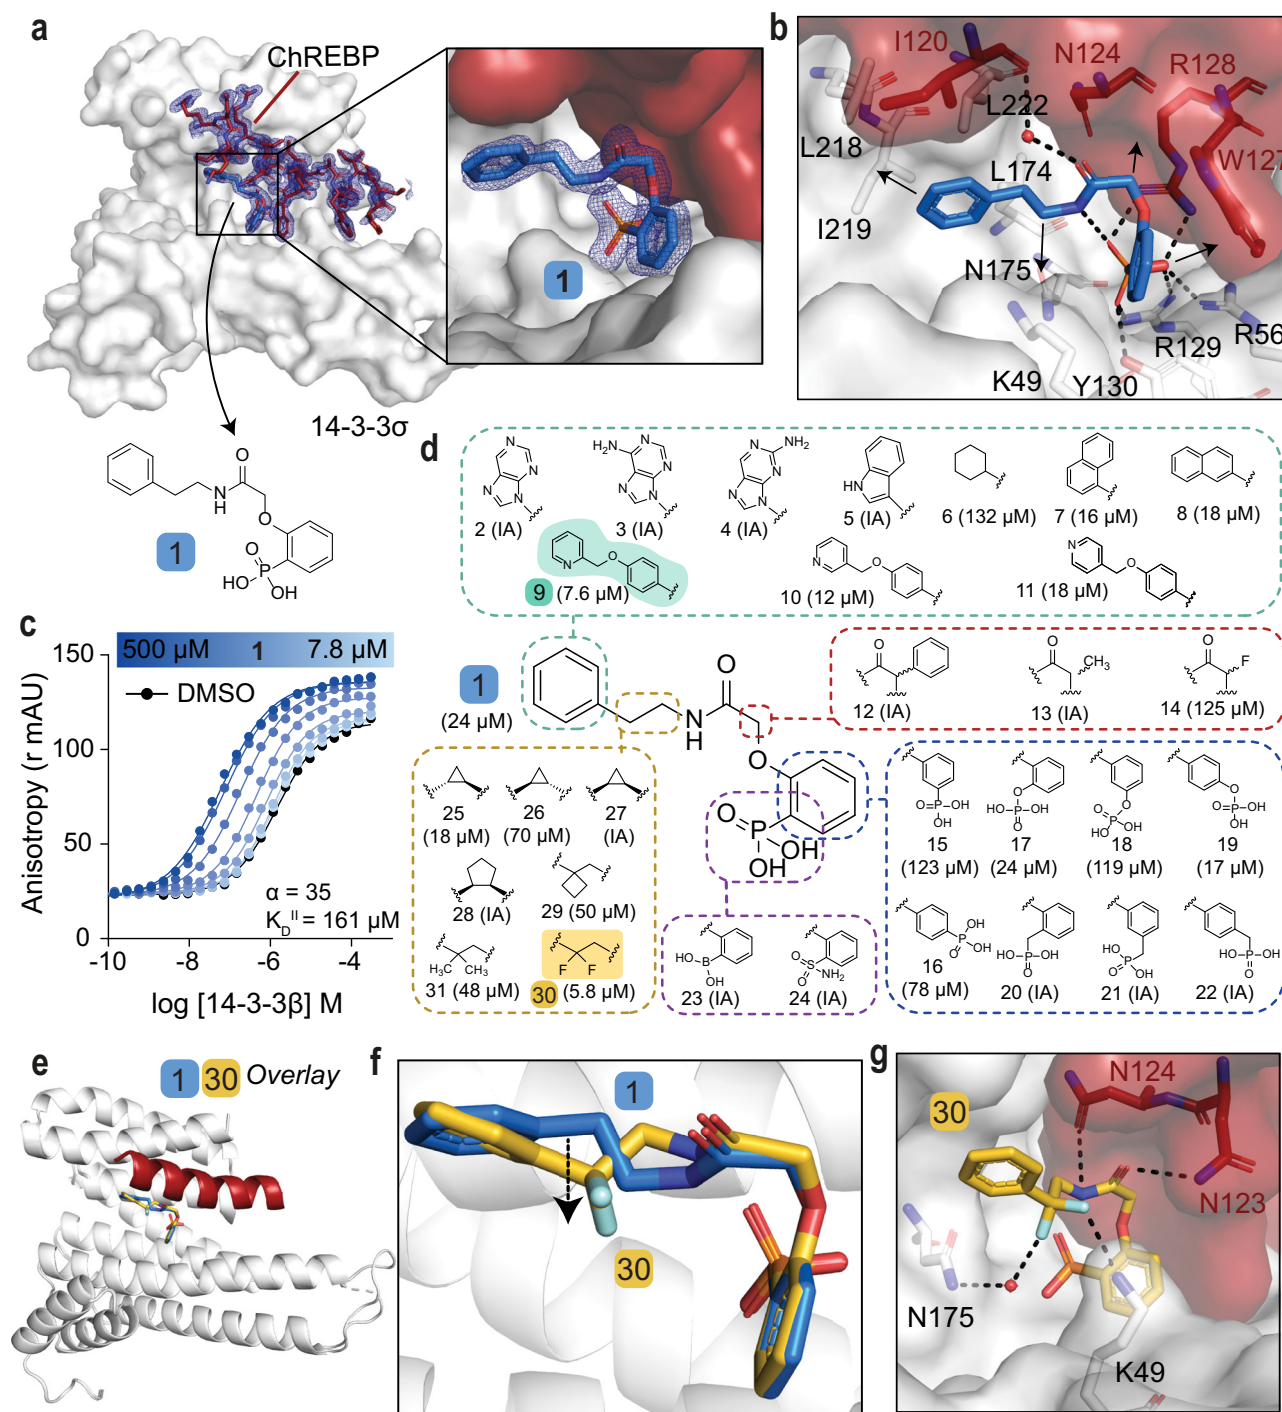 a
ChREBP
1
14-3-3σ
b
I120
N124
R128
L222
W127
L218
L174
I219
N175
R129
R56
K49
Y130
O
NH
O
P
HO
OH
O
1
c
500 µM 1 7.8 µM
DMSO
150
100
50
0
Anisotropy (r mAU)
α = 35
K_D^II = 161 µM
-10 -8 -6 -4
log [14-3-3β] M
d
2 (IA)
3 (IA)
4 (IA)
5 (IA)
6 (132 µM)
7 (16 µM)
8 (18 µM)
9 (7.6 µM)
10 (12 µM)
11 (18 µM)
1
(24 µM)
12 (IA)
13 (IA)
14 (125 µM)
25
(18 µM)
26
(70 µM)
27
(IA)
28 (IA)
29 (50 µM)
31 (48 µM)
30 (5.8 µM)
15
(123 µM)
17
(24 µM)
18
(119 µM)
19
(17 µM)
16
(78 µM)
20 (IA)
21 (IA)
22 (IA)
23 (IA)
24 (IA)
e
1 30 Overlay
f
1
30
g
30
N124
N123
N175
K49